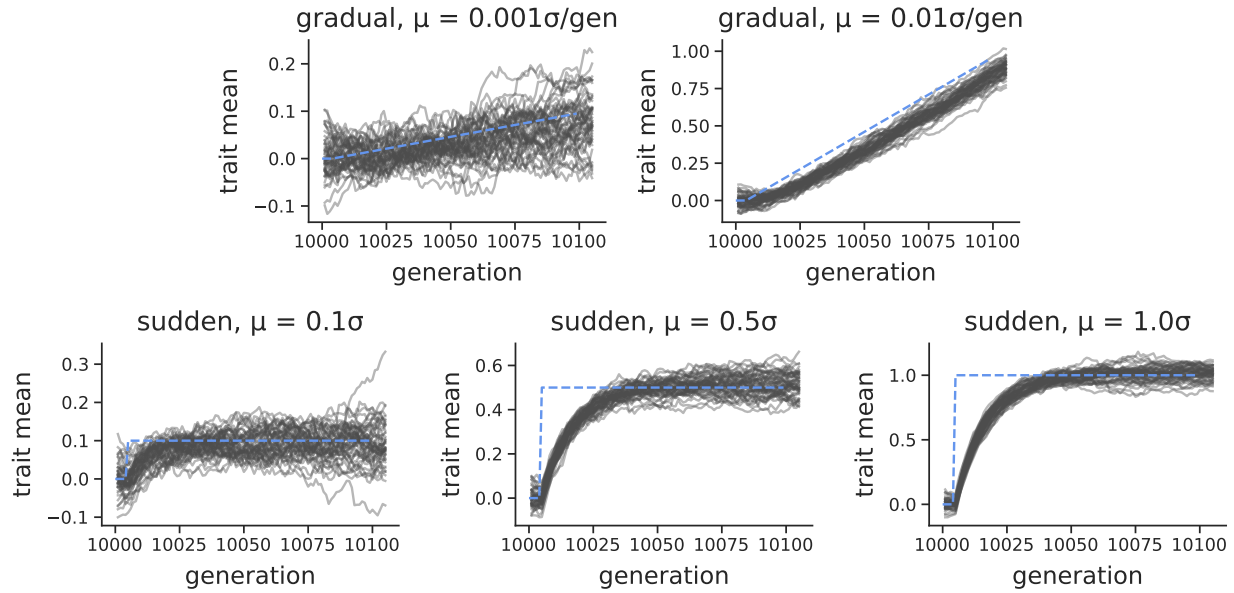 gradual, μ = 0.001σ/gen
0.2
0.1
0.0
−0.1
trait mean
10000 10025 10050 10075 10100
generation
gradual, μ = 0.01σ/gen
1.00
0.75
0.50
0.25
0.00
trait mean
10000 10025 10050 10075 10100
generation
sudden, μ = 0.1σ
0.3
0.2
0.1
0.0
−0.1
trait mean
10000 10025 10050 10075 10100
generation
sudden, μ = 0.5σ
0.6
0.4
0.2
0.0
trait mean
10000 10025 10050 10075 10100
generation
sudden, μ = 1.0σ
1.0
0.5
0.0
trait mean
10000 10025 10050 10075 10100
generation